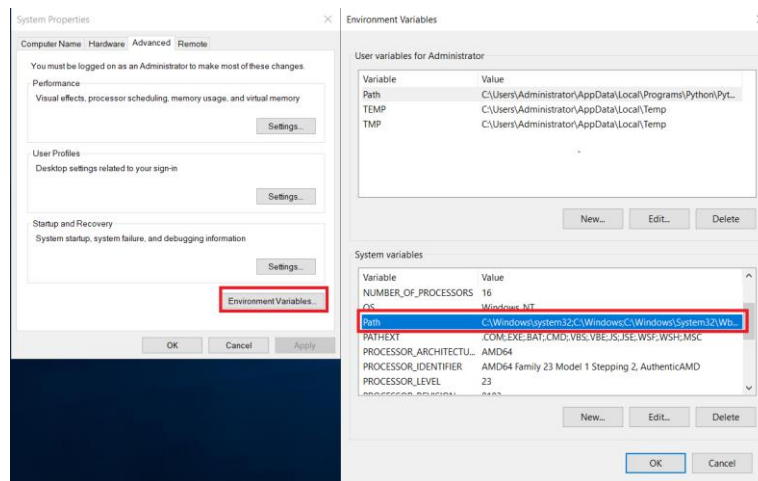 System Properties
Computer Name Hardware Advanced Remote
You must be logged on as an Administrator to make most of these changes.
Performance
Visual effects, processor scheduling, memory usage, and virtual memory
Settings...
User Profiles
Desktop settings related to your sign-in
Settings...
Startup and Recovery
System startup, system failure, and debugging information
Settings...
Environment Variables...
OK Cancel Apply
Environment Variables
User variables for Administrator
Variable Value
Path C:\Users\Administrator\AppData\Local\Programs\Python\Pyt...
TEMP C:\Users\Administrator\AppData\Local\Temp
TMP C:\Users\Administrator\AppData\Local\Temp
New... Edit... Delete
System variables
Variable Value
NUMBER_OF_PROCESSORS 16
OS Windows_NT
Path C:\Windows\system32;C:\Windows;C:\Windows\System32\Wb...
PATHEXT .COM;.EXE;.BAT;.CMD;.VBS;.VBE;.JS;.JSE;.WSF;.WSH;.MSC
PROCESSOR_ARCHITECTU... AMD64
PROCESSOR_IDENTIFIER AMD64 Family 23 Model 1 Stepping 2, AuthenticAMD
PROCESSOR_LEVEL 23
New... Edit... Delete
OK Cancel